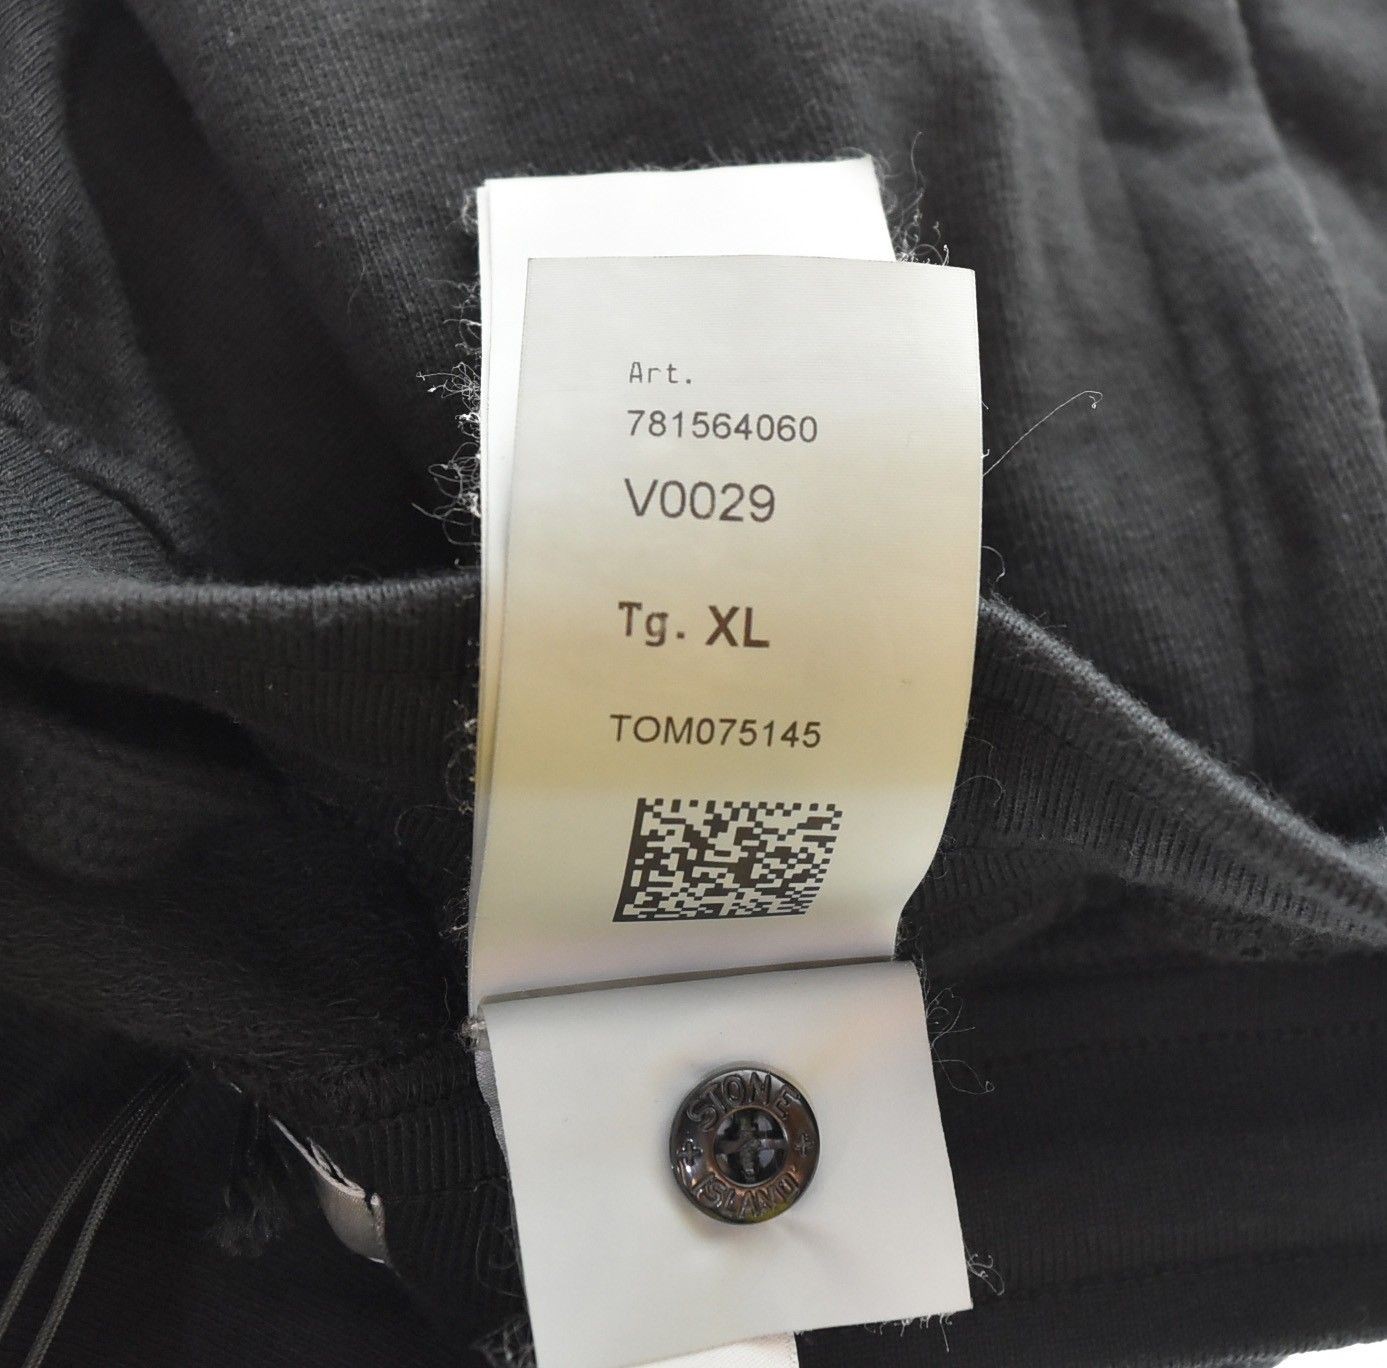 Art.
781564060
V0029
Tg. XL
TOM075145
STONE
ISLAND